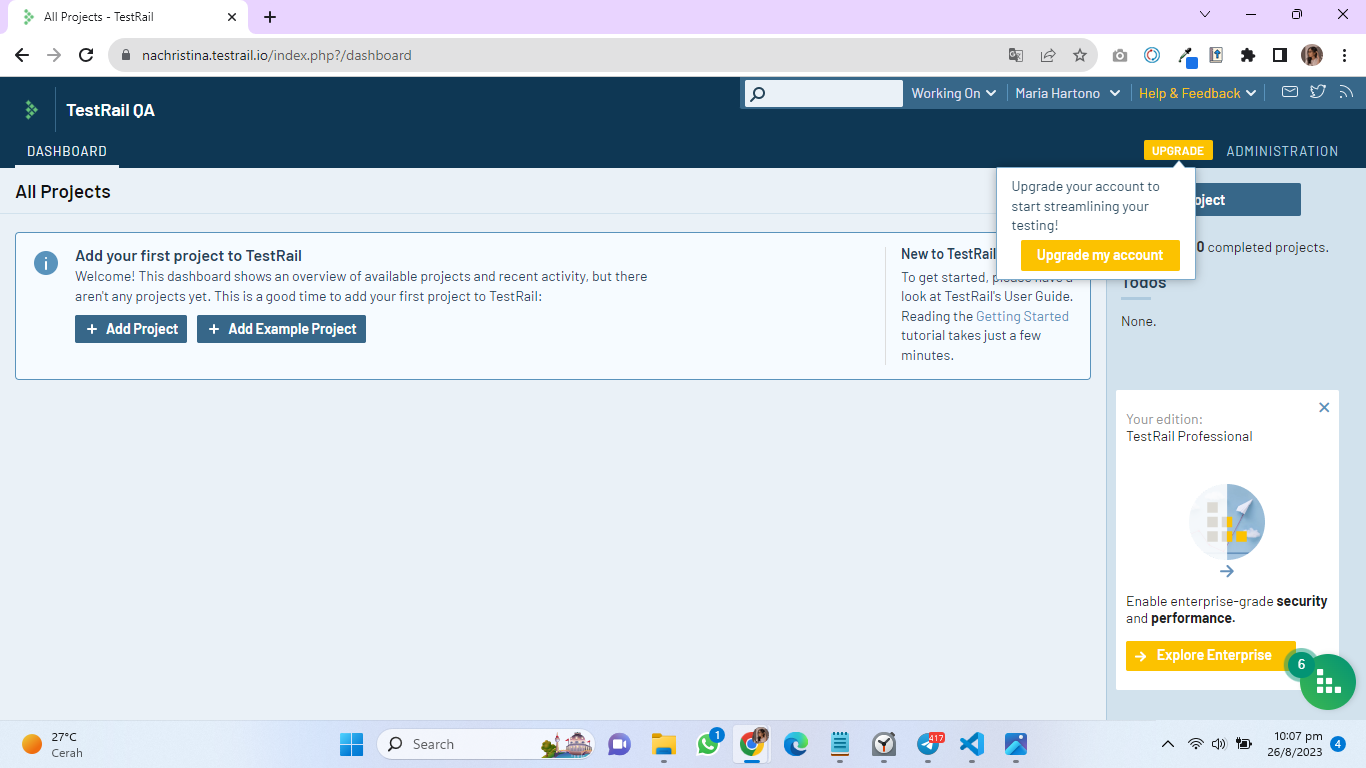 All Projects - TestRail
nachristina.testrail.io/index.php?/dashboard
TestRail QA
Working On
Maria Hartono
Help & Feedback
DASHBOARD
UPGRADE
ADMINISTRATION
All Projects
Upgrade your account to
start streamlining your
testing!
Upgrade my account
Add your first project to TestRail
Welcome! This dashboard shows an overview of available projects and recent activity, but there
aren't any projects yet. This is a good time to add your first project to TestRail:
+ Add Project
+ Add Example Project
New to TestRail
To get started, please have a
look at TestRail's User Guide.
Reading the Getting Started
tutorial takes just a few
minutes.
0 completed projects.
Todos
None.
Your edition:
TestRail Professional
Enable enterprise-grade security
and performance.
Explore Enterprise
6
27°C
Cerah
Search
1
417
10:07 pm
26/8/2023
4